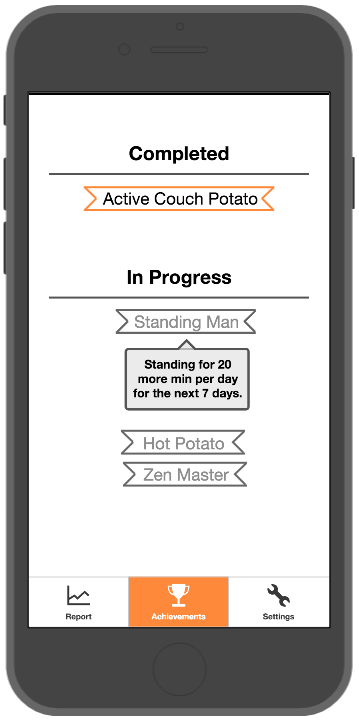 Completed
Active Couch Potato
In Progress
Standing Man
Standing for 20
more min per day
for the next 7 days.
Hot Potato
Zen Master
Report Achievements Settings